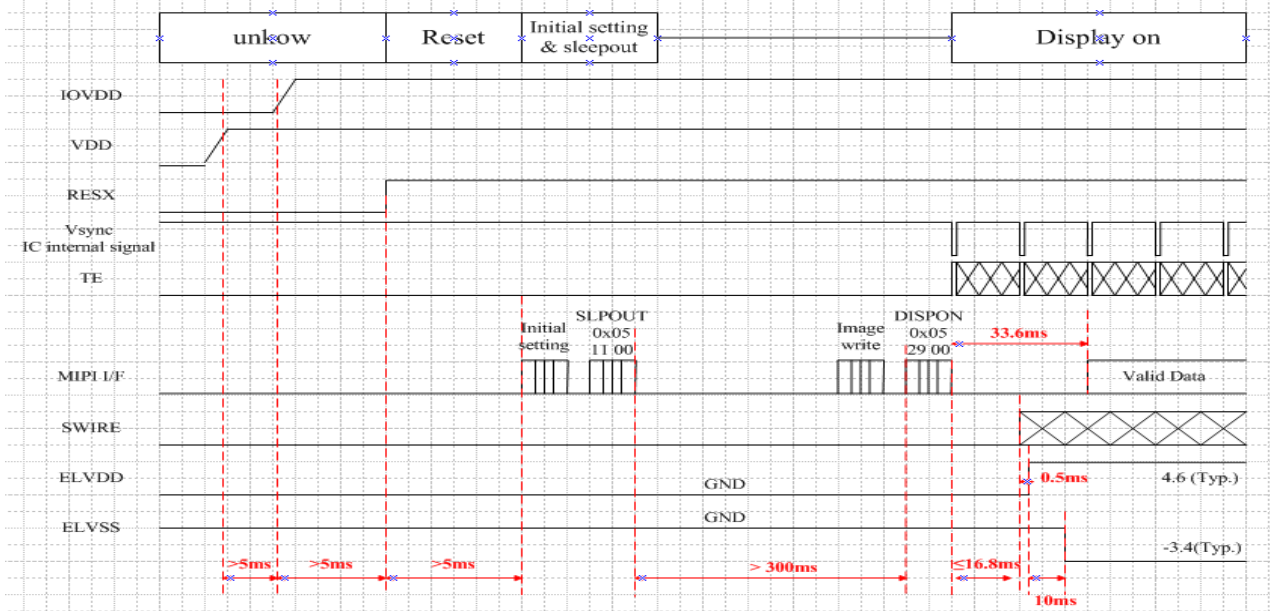 unkow
Reset
Initial setting
& sleepout
Display on
IOVDD
VDD
RESX
Vsync
IC internal signal
TE
SLPOUT
0x05
11 00
Initial
setting
Image
write
DISPON
0x05
29 00
33.6ms
MIPI I/F
Valid Data
SWIRE
ELVDD
GND
0.5ms
4.6 (Typ.)
ELVSS
GND
-3.4(Typ.)
>5ms
>5ms
>5ms
> 300ms
≤16.8ms
10ms